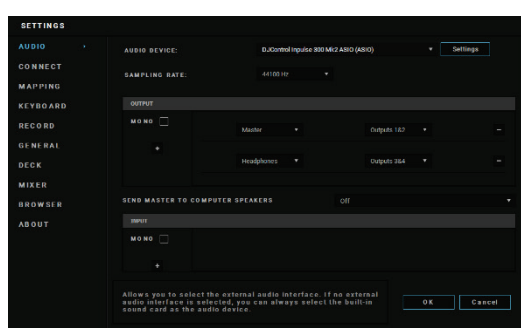 SETTINGS
AUDIO
CONNECT
MAPPING
KEYBOARD
RECORD
GENERAL
DECK
MIXER
BROWSER
ABOUT
AUDIO DEVICE: DJControl Inpulse 300 Mk2 ASIO (ASIO) Settings
SAMPLING RATE: 44100 Hz
OUTPUT
MONO
+
Master Outputs 1&2 -
Headphones Outputs 3&4 -
SEND MASTER TO COMPUTER SPEAKERS Off
INPUT
MONO
+
Allows you to select the external audio interface. If no external
audio interface is selected, you can always select the built-in
sound card as the audio device.
OK Cancel